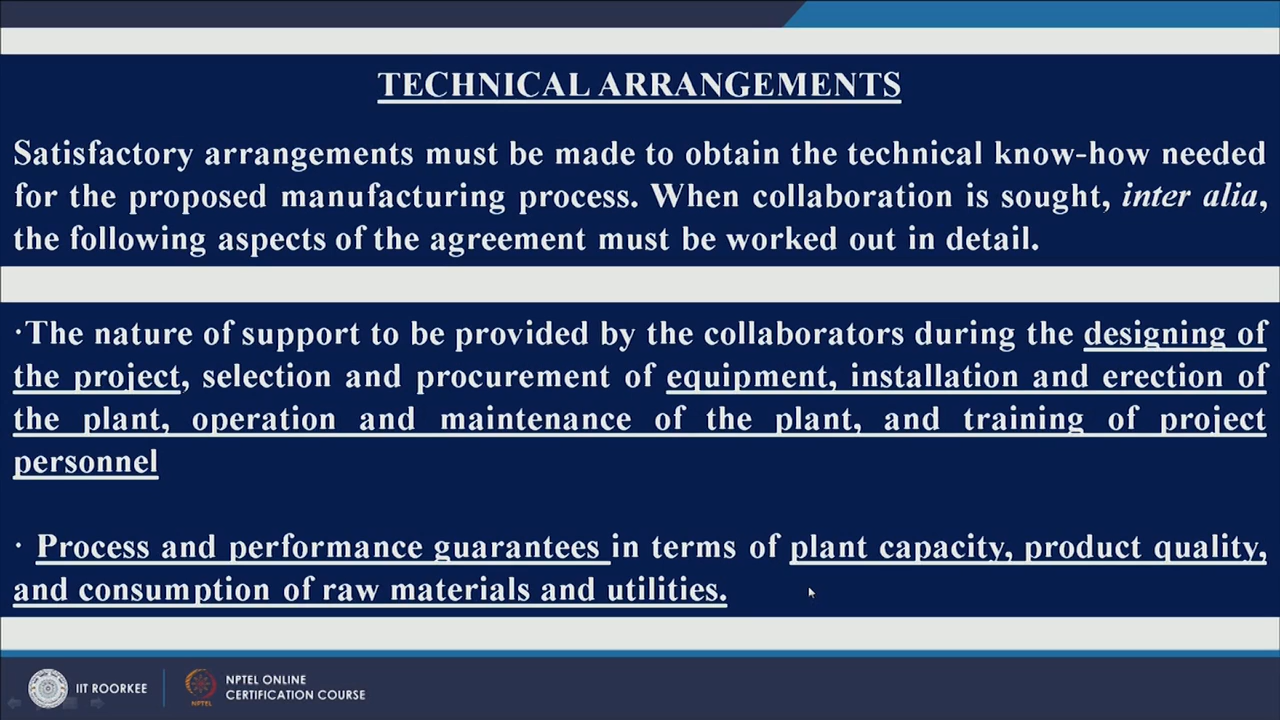 TECHNICAL ARRANGEMENTS
Satisfactory arrangements must be made to obtain the technical know-how needed
for the proposed manufacturing process. When collaboration is sought, inter alia,
the following aspects of the agreement must be worked out in detail.
·The nature of support to be provided by the collaborators during the designing of
the project, selection and procurement of equipment, installation and erection of
the plant, operation and maintenance of the plant, and training of project
personnel
· Process and performance guarantees in terms of plant capacity, product quality,
and consumption of raw materials and utilities.
IIT ROORKEE
NPTEL
NPTEL ONLINE
CERTIFICATION COURSE